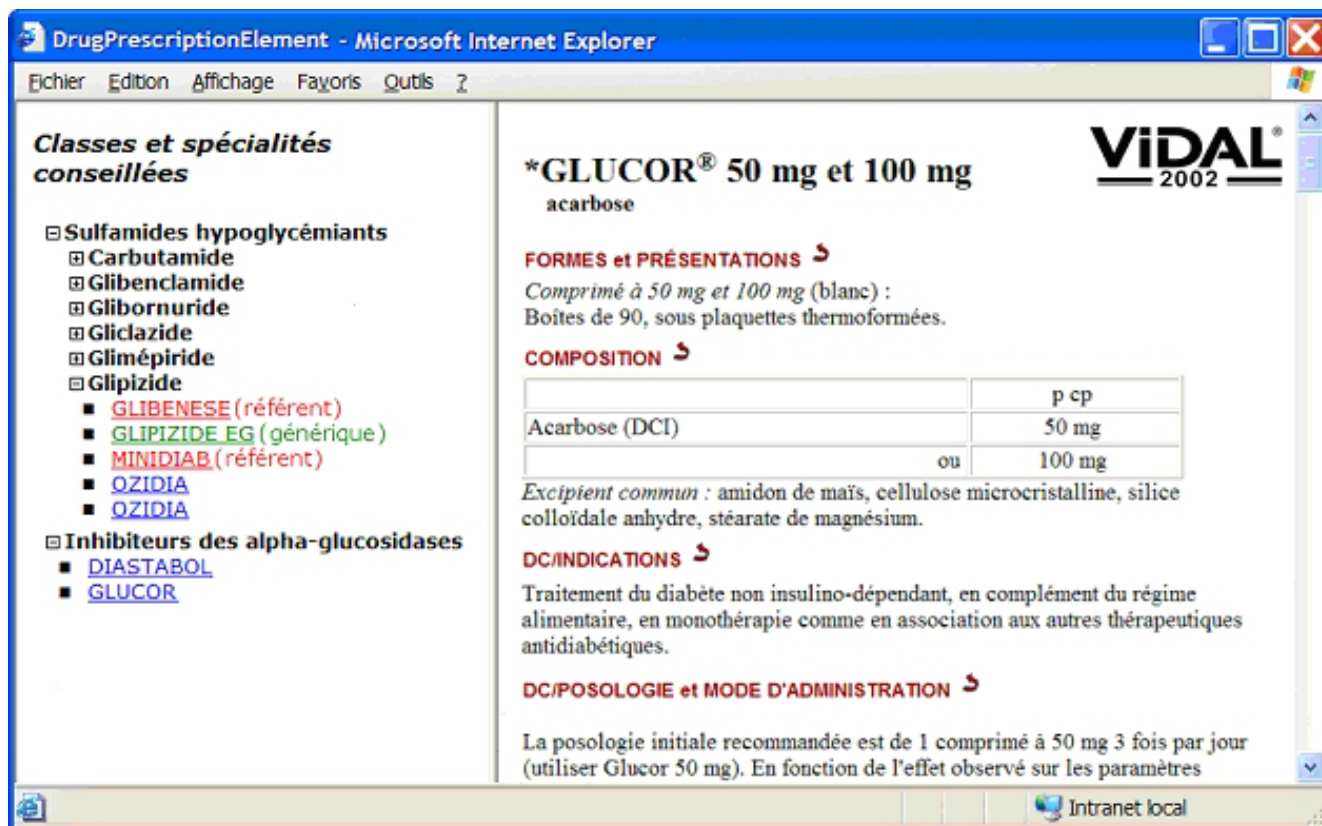 DrugPrescriptionElement - Microsoft Internet Explorer
Fichier Edition Affichage Favoris Outils ?
Classes et spécialités
conseillées
Sulfamides hypoglycémiants
Carbutamide
Glibenclamide
Glibornuride
Gliclazide
Glimépiride
Glipizide
GLIBENESE (référent)
GLIPIZIDE EG (générique)
MINIDIAB (référent)
OZIDIA
OZIDIA
Inhibiteurs des alpha-glucosidases
DIASTABOL
GLUCOR
ViDAL®
2002
*GLUCOR® 50 mg et 100 mg
acarbose
FORMES et PRÉSENTATIONS
Comprimé à 50 mg et 100 mg (blanc) :
Boîtes de 90, sous plaquettes thermoformées.
COMPOSITION
p cp
Acarbose (DCI) 50 mg
ou 100 mg
Excipient commun : amidon de maïs, cellulose microcristalline, silice
colloïdale anhydre, stéarate de magnésium.
DC/INDICATIONS
Traitement du diabète non insulino-dépendant, en complément du régime
alimentaire, en monothérapie comme en association aux autres thérapeutiques
antidiabétiques.
DC/POSOLOGIE et MODE D'ADMINISTRATION
La posologie initiale recommandée est de 1 comprimé à 50 mg 3 fois par jour
(utiliser Glucor 50 mg). En fonction de l'effet observé sur les paramètres
Intranet local